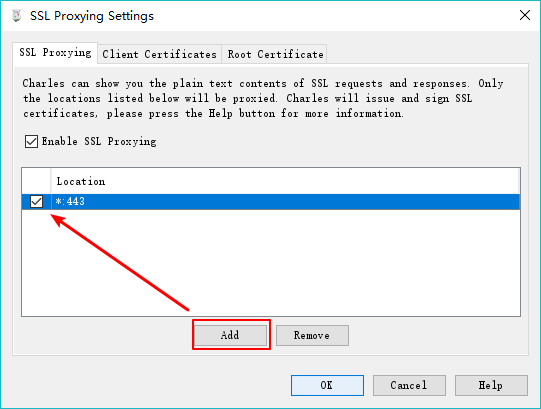 SSL Proxying Settings
SSL Proxying Client Certificates Root Certificate
Charles can show you the plain text contents of SSL requests and responses. Only
the locations listed below will be proxied. Charles will issue and sign SSL
certificates, please press the Help button for more information.
Enable SSL Proxying
Location
*:443
Add Remove
OK Cancel Help